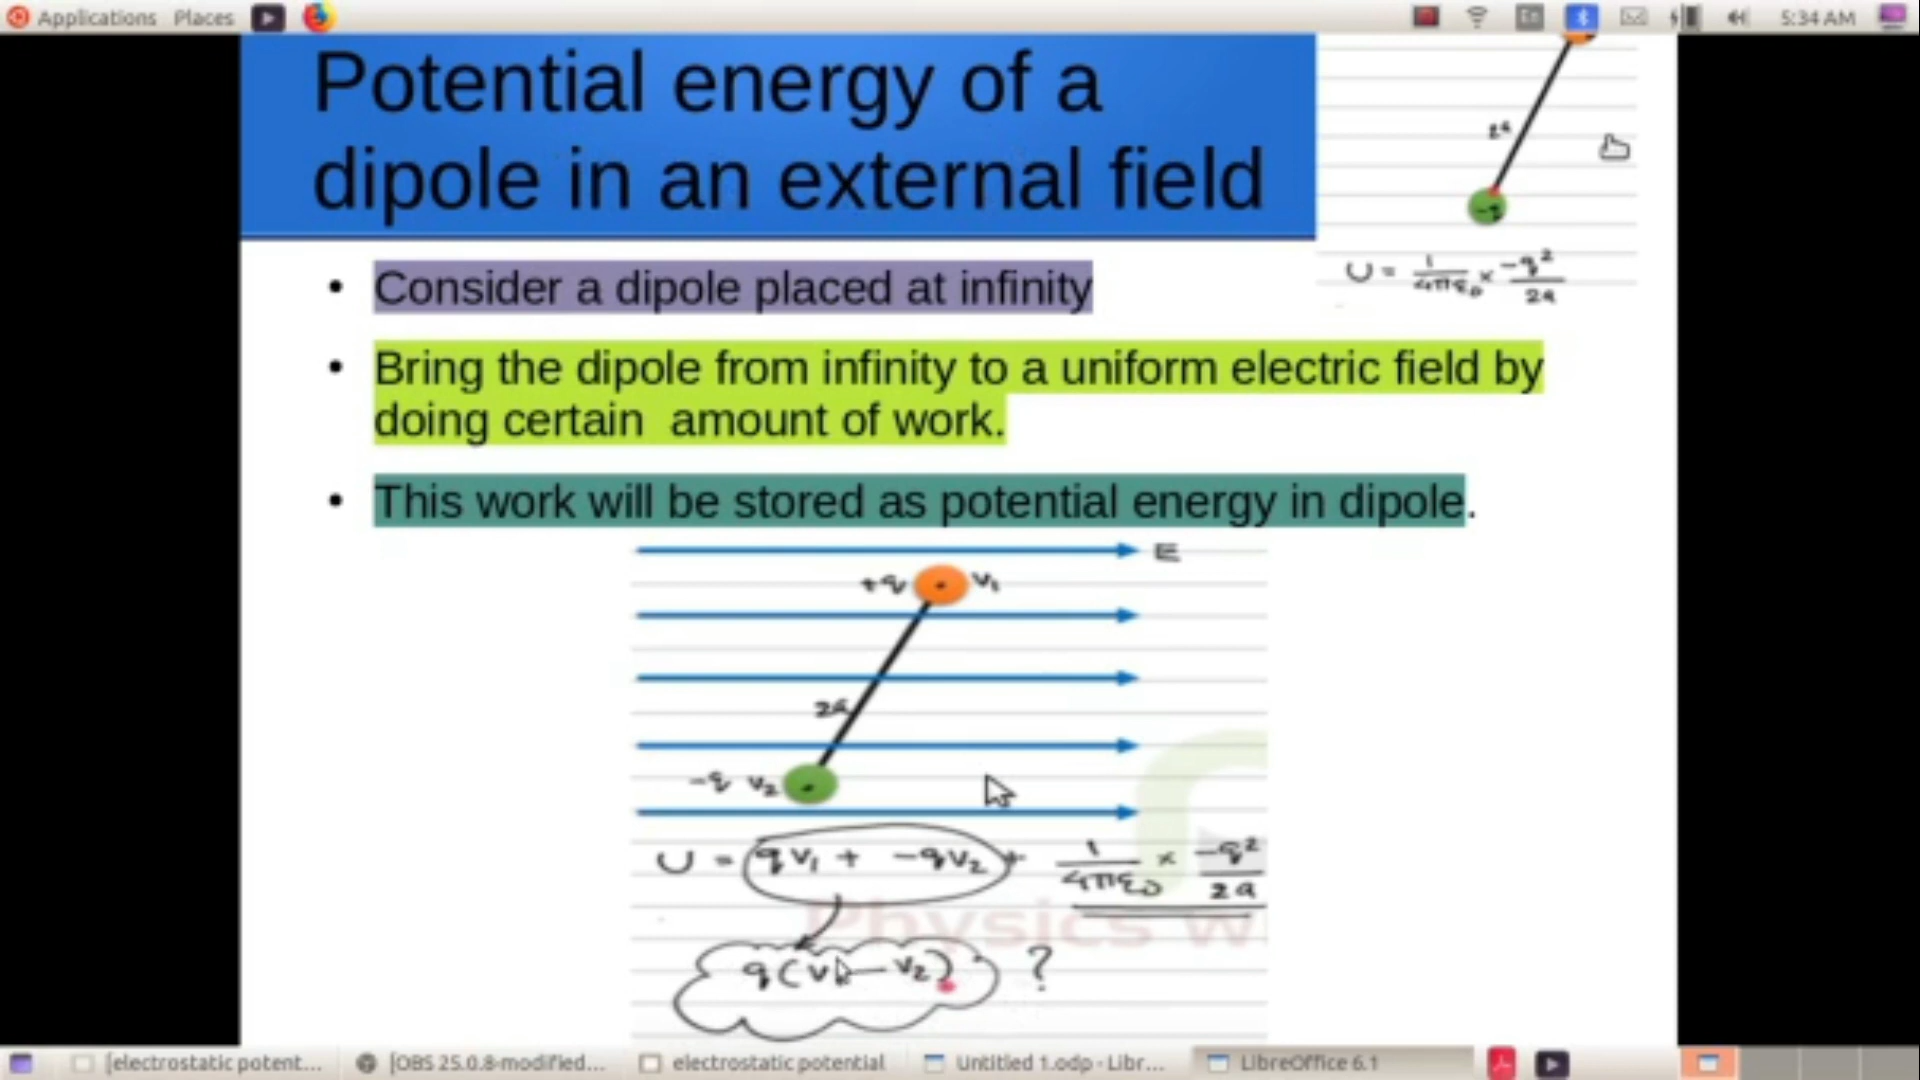 Applications Places En 5:34 AM
Potential energy of a
dipole in an external field
2a
-q
U = 1/4πε₀ × -q²/2a
• Consider a dipole placed at infinity
• Bring the dipole from infinity to a uniform electric field by
doing certain amount of work.
• This work will be stored as potential energy in dipole.
E
+q V₁
2a
-q V₂
U = qV₁ + -qV₂ + 1/4πε₀ × -q²/2a
Physics W
q(V₁ - V₂) ?
[electrostatic potent... [OBS 25.0.8-modified... electrostatic potential Untitled 1.odp - Libr... LibreOffice 6.1